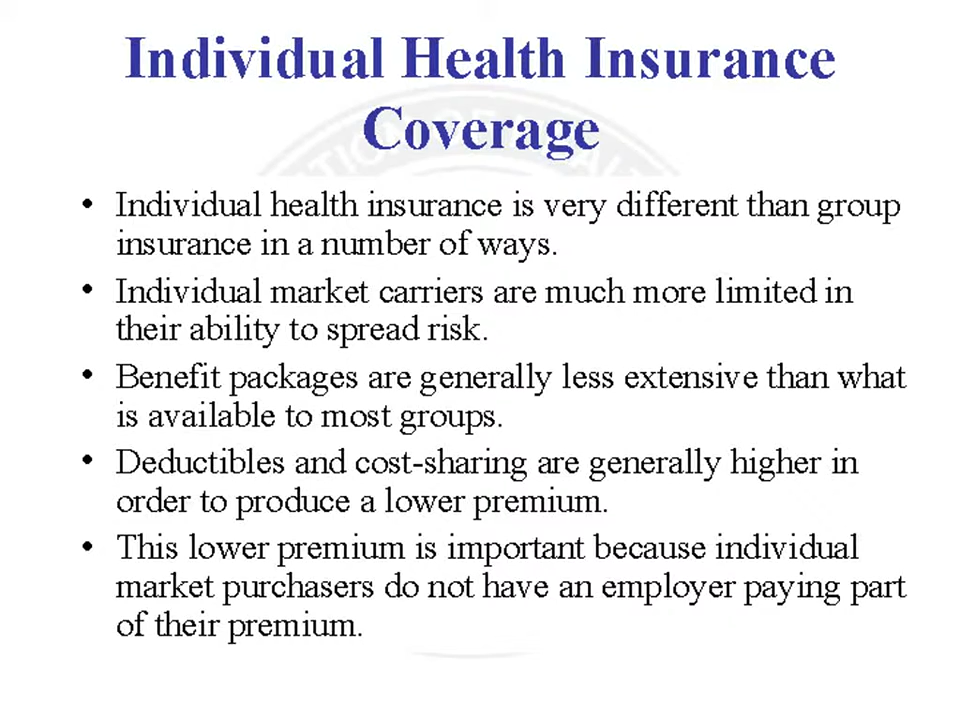 Individual Health Insurance
Coverage
• Individual health insurance is very different than group
insurance in a number of ways.
• Individual market carriers are much more limited in
their ability to spread risk.
• Benefit packages are generally less extensive than what
is available to most groups.
• Deductibles and cost-sharing are generally higher in
order to produce a lower premium.
• This lower premium is important because individual
market purchasers do not have an employer paying part
of their premium.